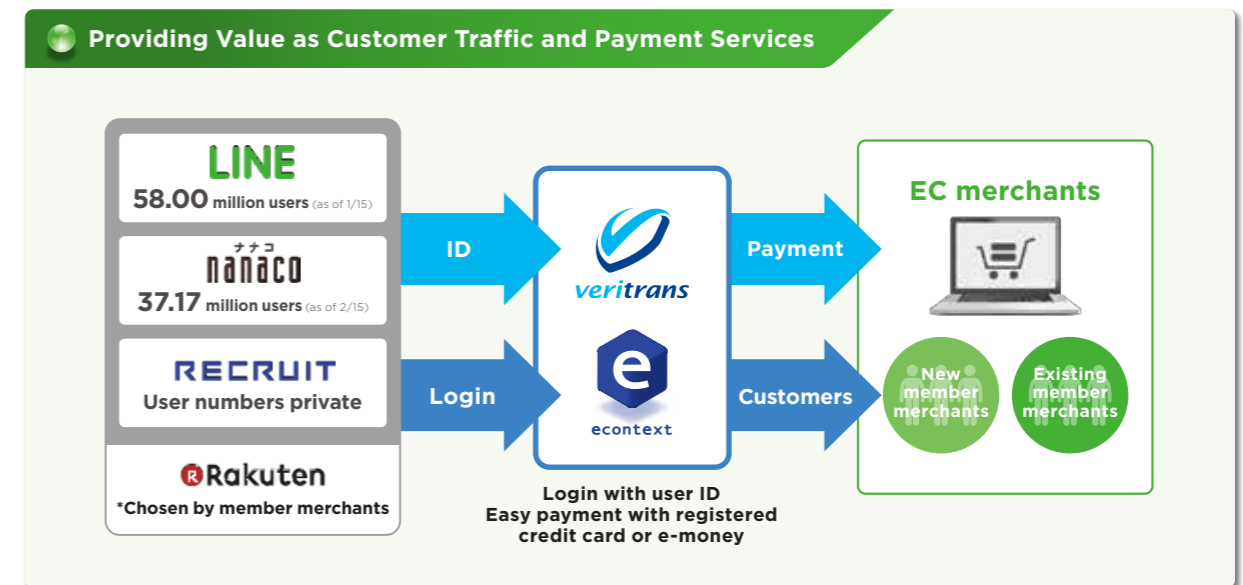 Providing Value as Customer Traffic and Payment Services
LINE
58.00 million users (as of 1/15)
ナナコ
nanaco
37.17 million users (as of 2/15)
RECRUIT
User numbers private
R Rakuten
*Chosen by member merchants
ID
Login
veritrans
e
econtext
Login with user ID
Easy payment with registered
credit card or e-money
Payment
Customers
EC merchants
New
member
merchants
Existing
member
merchants